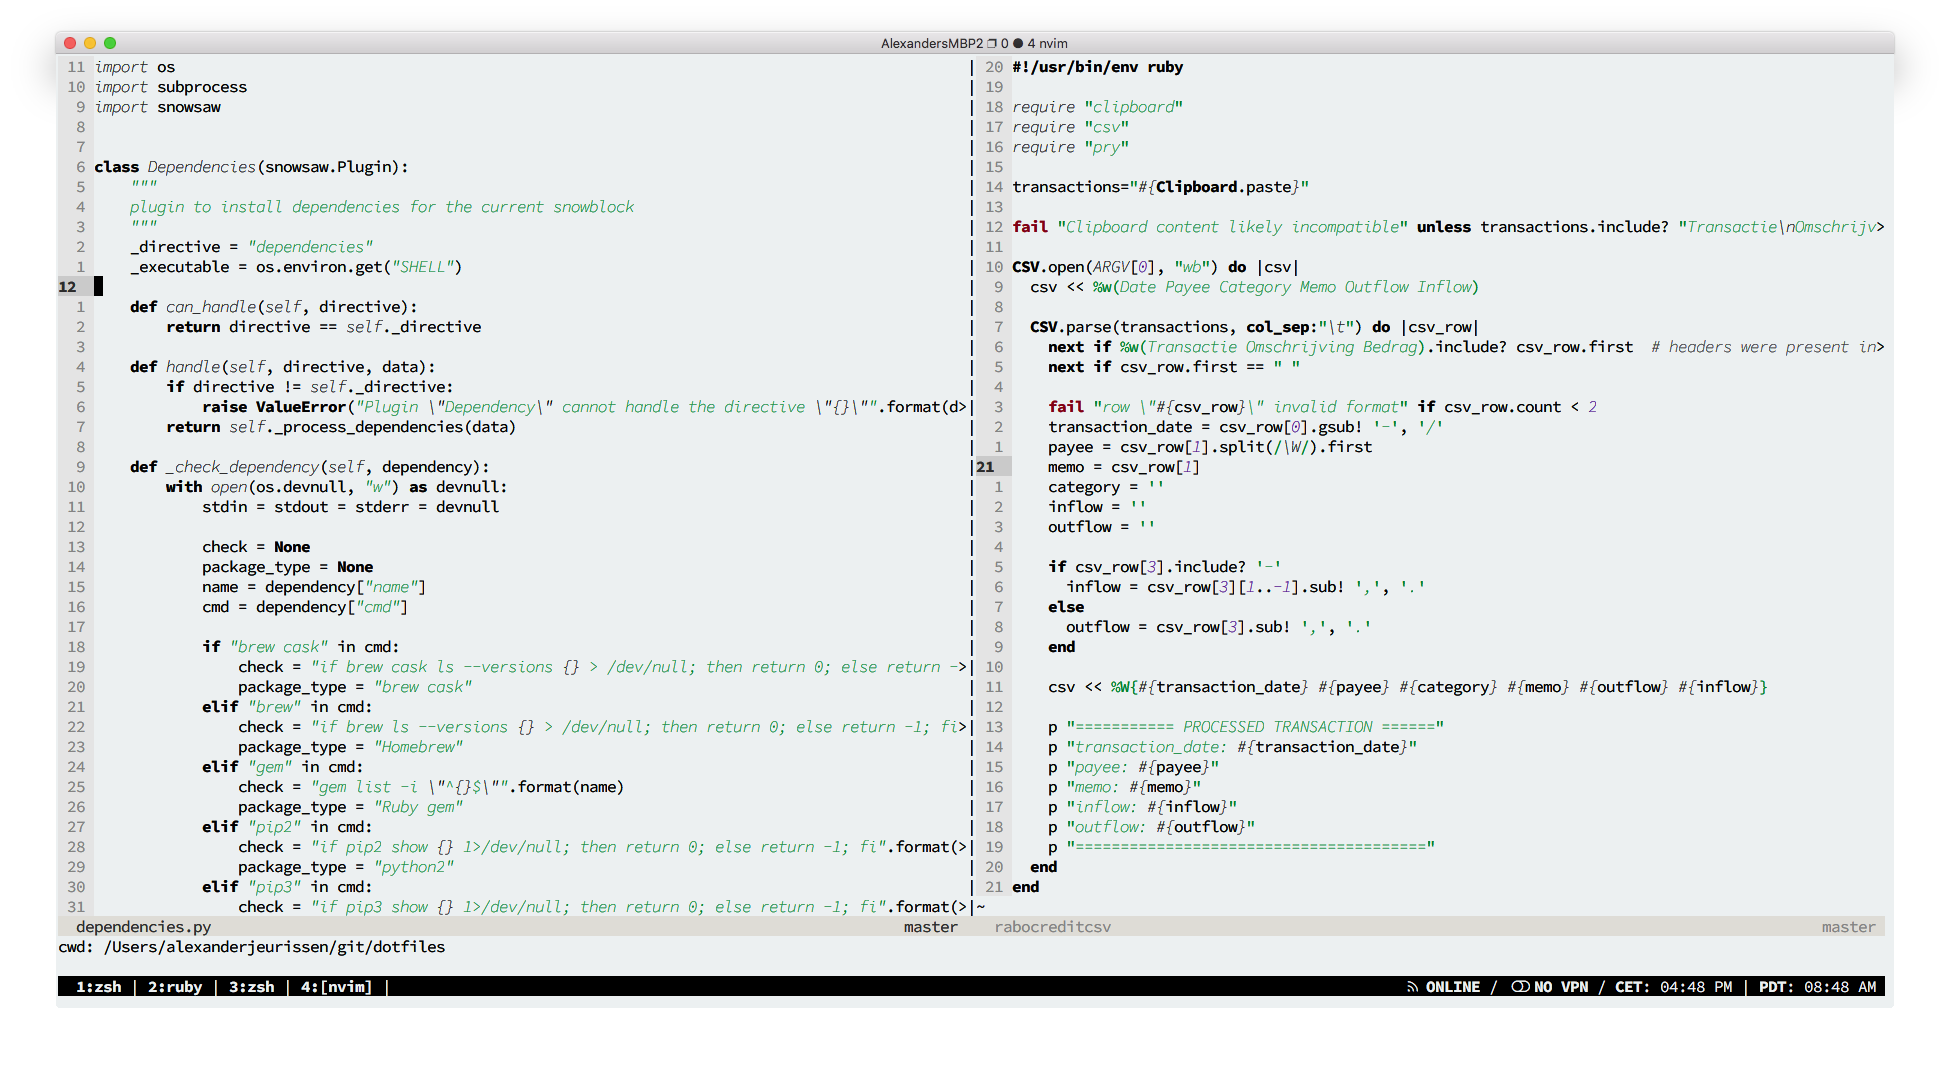 AlexandersMBP2 ❐ 0 ● 4 nvim
11 import os
10 import subprocess
9 import snowsaw
8
7
6 class Dependencies(snowsaw.Plugin):
5     """
4     plugin to install dependencies for the current snowblock
3     """
2     _directive = "dependencies"
1     _executable = os.environ.get("SHELL")
12
1     def can_handle(self, directive):
2         return directive == self._directive
3
4     def handle(self, directive, data):
5         if directive != self._directive:
6             raise ValueError("Plugin \"Dependency\" cannot handle the directive \"{}\"".format(d>
7         return self._process_dependencies(data)
8
9     def _check_dependency(self, dependency):
10         with open(os.devnull, "w") as devnull:
11             stdin = stdout = stderr = devnull
12
13             check = None
14             package_type = None
15             name = dependency["name"]
16             cmd = dependency["cmd"]
17
18             if "brew cask" in cmd:
19                 check = "if brew cask ls --versions {} > /dev/null; then return 0; else return ->
20                 package_type = "brew cask"
21             elif "brew" in cmd:
22                 check = "if brew ls --versions {} > /dev/null; then return 0; else return -1; fi>
23                 package_type = "Homebrew"
24             elif "gem" in cmd:
25                 check = "gem list -i \"^{}$\"".format(name)
26                 package_type = "Ruby gem"
27             elif "pip2" in cmd:
28                 check = "if pip2 show {} 1>/dev/null; then return 0; else return -1; fi".format(>
29                 package_type = "python2"
30             elif "pip3" in cmd:
31                 check = "if pip3 show {} 1>/dev/null; then return 0; else return -1; fi".format(>
20 #!/usr/bin/env ruby
19
18 require "clipboard"
17 require "csv"
16 require "pry"
15
14 transactions="#{Clipboard.paste}"
13
12 fail "Clipboard content likely incompatible" unless transactions.include? "Transactie\nOmschrijv>
11
10 CSV.open(ARGV[0], "wb") do |csv|
9   csv << %w(Date Payee Category Memo Outflow Inflow)
8
7   CSV.parse(transactions, col_sep:"\t") do |csv_row|
6     next if %w(Transactie Omschrijving Bedrag).include? csv_row.first  # headers were present in>
5     next if csv_row.first == " "
4
3     fail "row \"#{csv_row}\" invalid format" if csv_row.count < 2
2     transaction_date = csv_row[0].gsub! '-', '/'
1     payee = csv_row[1].split(/\W/).first
21     memo = csv_row[1]
1     category = ''
2     inflow = ''
3     outflow = ''
4
5     if csv_row[3].include? '-'
6       inflow = csv_row[3][1..-1].sub! ',', '.'
7     else
8       outflow = csv_row[3].sub! ',', '.'
9     end
10
11     csv << %W{#{transaction_date} #{payee} #{category} #{memo} #{outflow} #{inflow}}
12
13     p "=========== PROCESSED TRANSACTION ======"
14     p "transaction_date: #{transaction_date}"
15     p "payee: #{payee}"
16     p "memo: #{memo}"
17     p "inflow: #{inflow}"
18     p "outflow: #{outflow}"
19     p "======================================="
20   end
21 end
~
dependencies.py master rabocreditcsv master
cwd: /Users/alexanderjeurissen/git/dotfiles
1:zsh | 2:ruby | 3:zsh | 4:[nvim] | ONLINE / NO VPN / CET: 04:48 PM | PDT: 08:48 AM